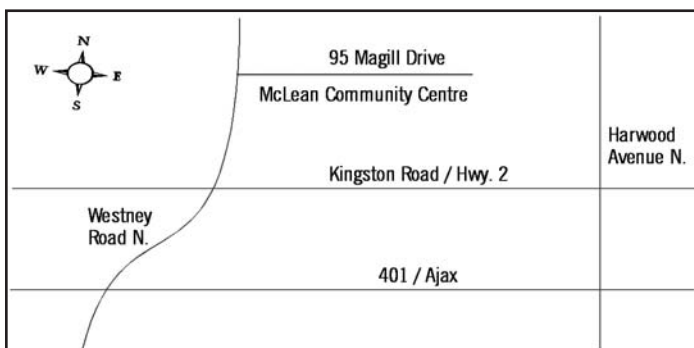 N
W
E
S
95 Magill Drive
McLean Community Centre
Harwood
Avenue N.
Kingston Road / Hwy. 2
Westney
Road N.
401 / Ajax